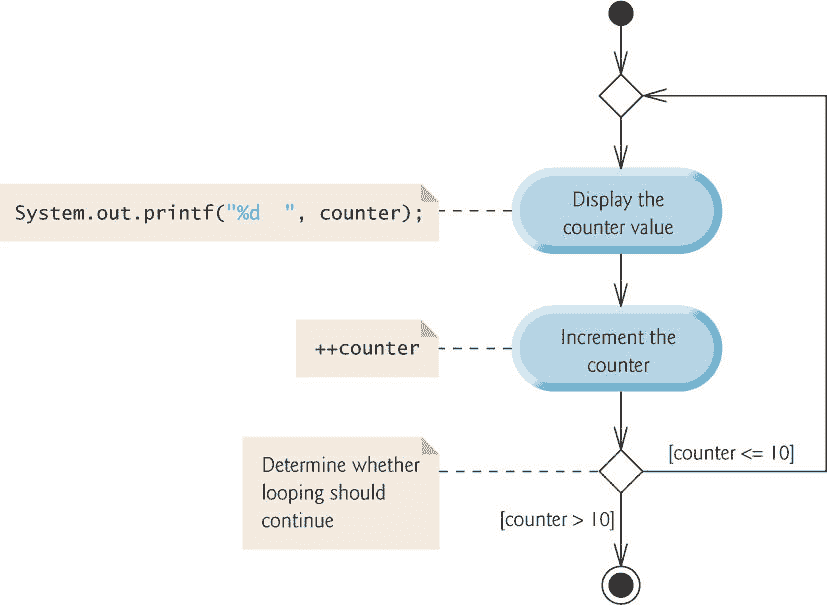 System.out.printf("%d  ", counter);
Display the
counter value
++counter
Increment the
counter
Determine whether
looping should
continue
[counter <= 10]
[counter > 10]